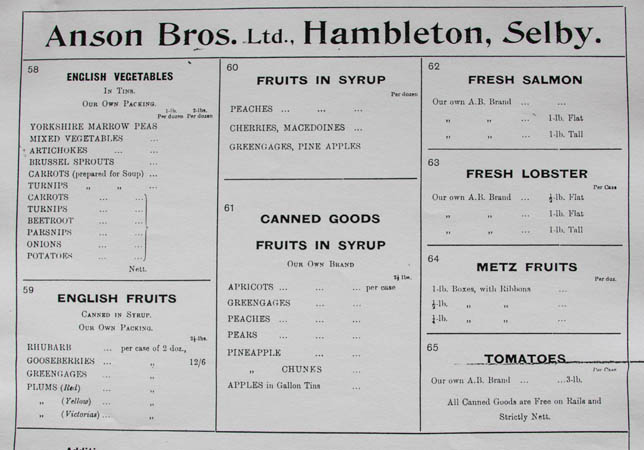 Anson Bros. Ltd., Hambleton, Selby.
58
ENGLISH VEGETABLES
In Tins.
Our Own Packing.
1-lb. 2-lbs.
Per dozen Per dozen
YORKSHIRE MARROW PEAS
MIXED VEGETABLES ...
ARTICHOKES ... ...
BRUSSEL SPROUTS ...
CARROTS (prepared for Soup) ...
TURNIPS „ „ ...
CARROTS ... ...
TURNIPS ... ...
BEETROOT ... ...
PARSNIPS ... ...
ONIONS ... ...
POTATOES ... ...
Nett.
59
ENGLISH FRUITS
Canned in Syrup.
Our Own Packing.
2½-lbs.
RHUBARB ... per case of 2 doz.,
GOOSEBERRIES ... „ 12/6
GREENGAGES ... „
PLUMS (Red) ... „
„ (Yellow) ... „
„ (Victorias) ... „
60
FRUITS IN SYRUP
Per dozen
PEACHES ... ... ...
CHERRIES, MACEDOINES ...
GREENGAGES, PINE APPLES
61
CANNED GOODS
FRUITS IN SYRUP
Our Own Brand
2½ lbs.
APRICOTS ... ... per case
GREENGAGES ... ...
PEACHES ... ... ...
PEARS ... ... ...
PINEAPPLE ... ...
„ CHUNKS ...
APPLES in Gallon Tins ...
62
FRESH SALMON
Our own A.B. Brand ... ...
„ „ 1-lb. Flat
„ „ 1-lb. Tall
63
FRESH LOBSTER
Per Case
Our own A.B. Brand ... ½-lb. Flat
„ „ 1-lb. Flat
„ „ 1-lb. Tall
64
METZ FRUITS
Per doz.
1-lb. Boxes, with Ribbons ...
½-lb. „ „ ...
¼-lb. „ „ ...
65
TOMATOES
Per Case
Our own A.B. Brand ... ...3-lb.
All Canned Goods are Free on Rails and
Strictly Nett.